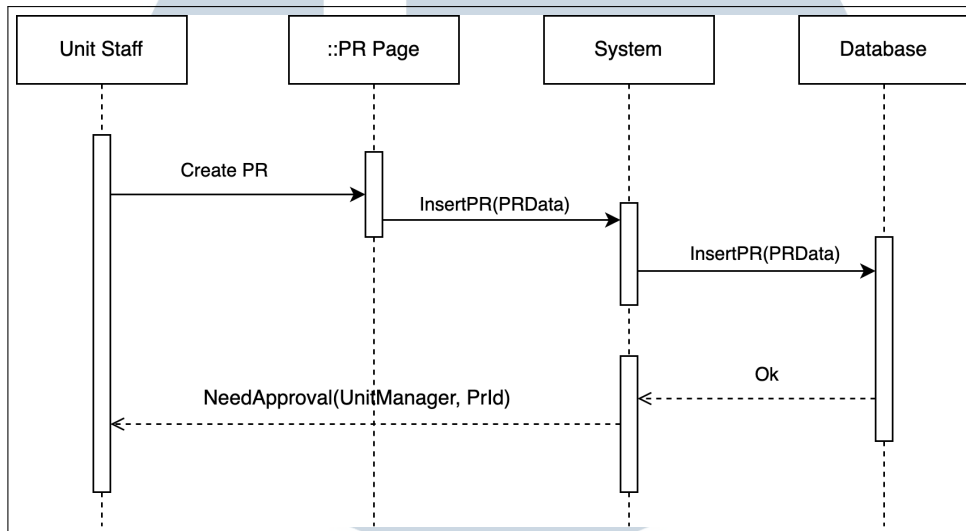 Unit Staff
::PR Page
System
Database
Create PR
InsertPR(PRData)
InsertPR(PRData)
Ok
NeedApproval(UnitManager, PrId)